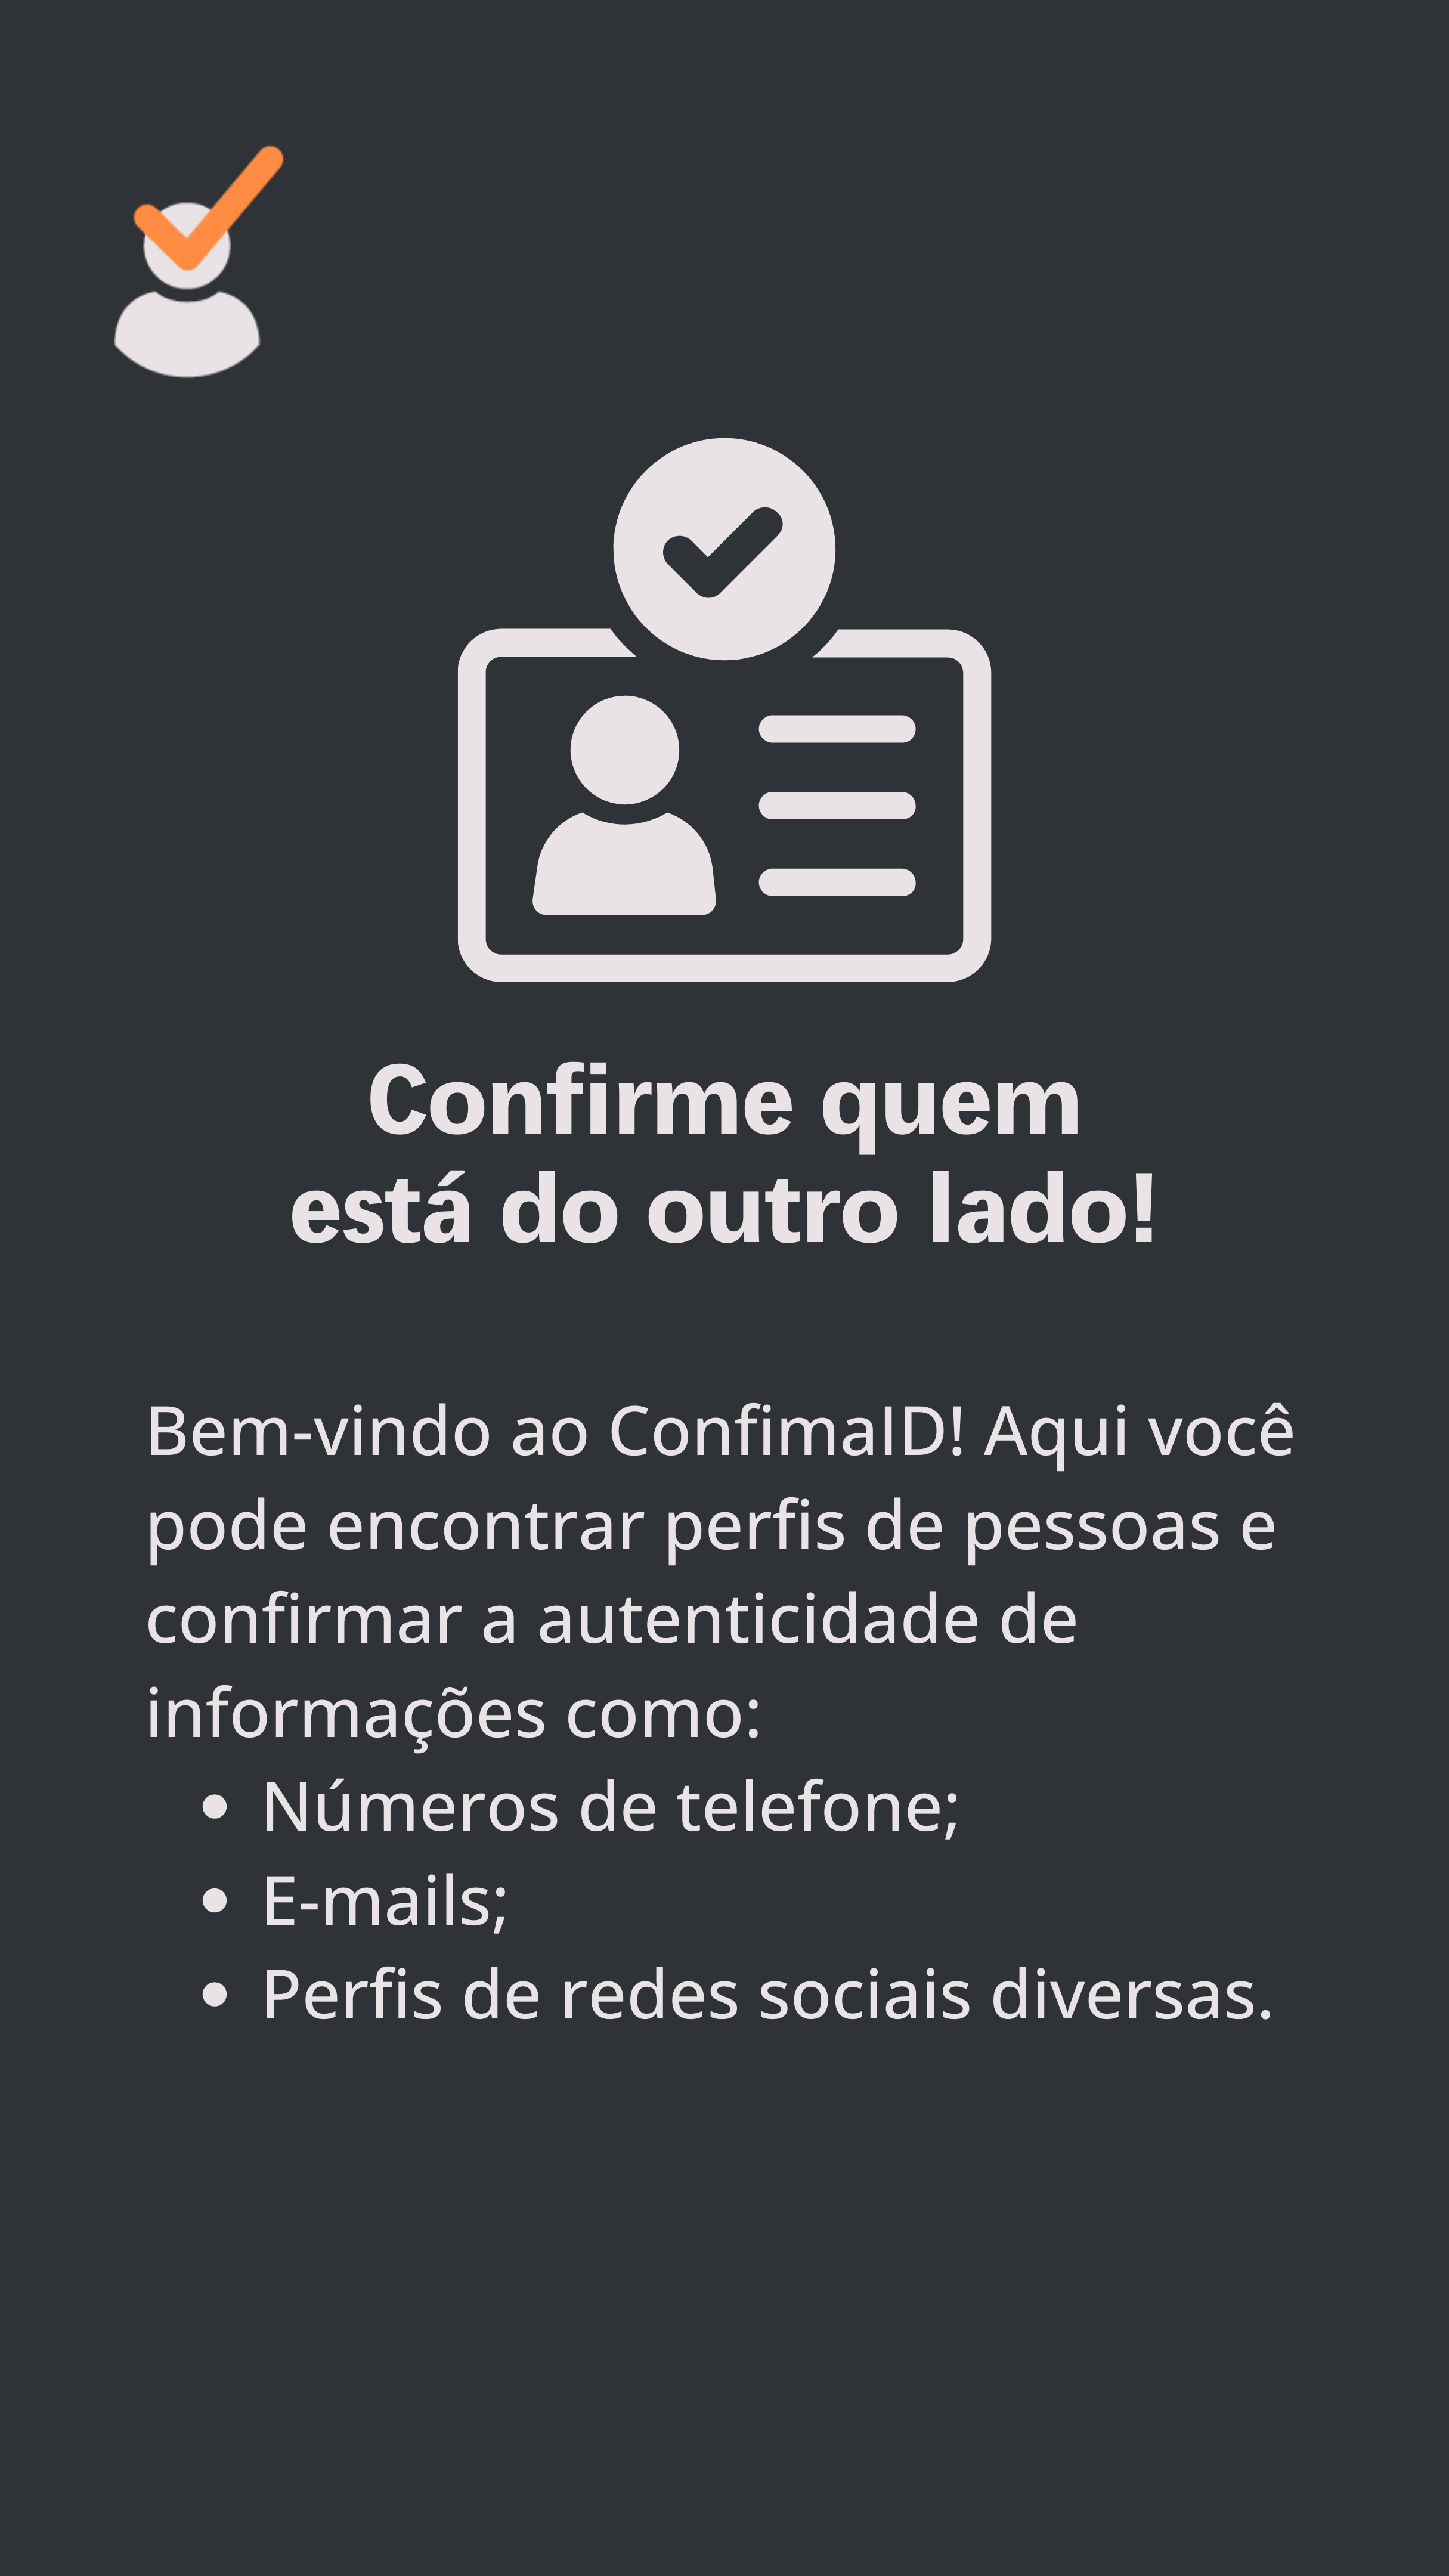 Confirme quem
está do outro lado!
Bem-vindo ao ConfimaID! Aqui você
pode encontrar perfis de pessoas e
confirmar a autenticidade de
informações como:
• Números de telefone;
• E-mails;
• Perfis de redes sociais diversas.